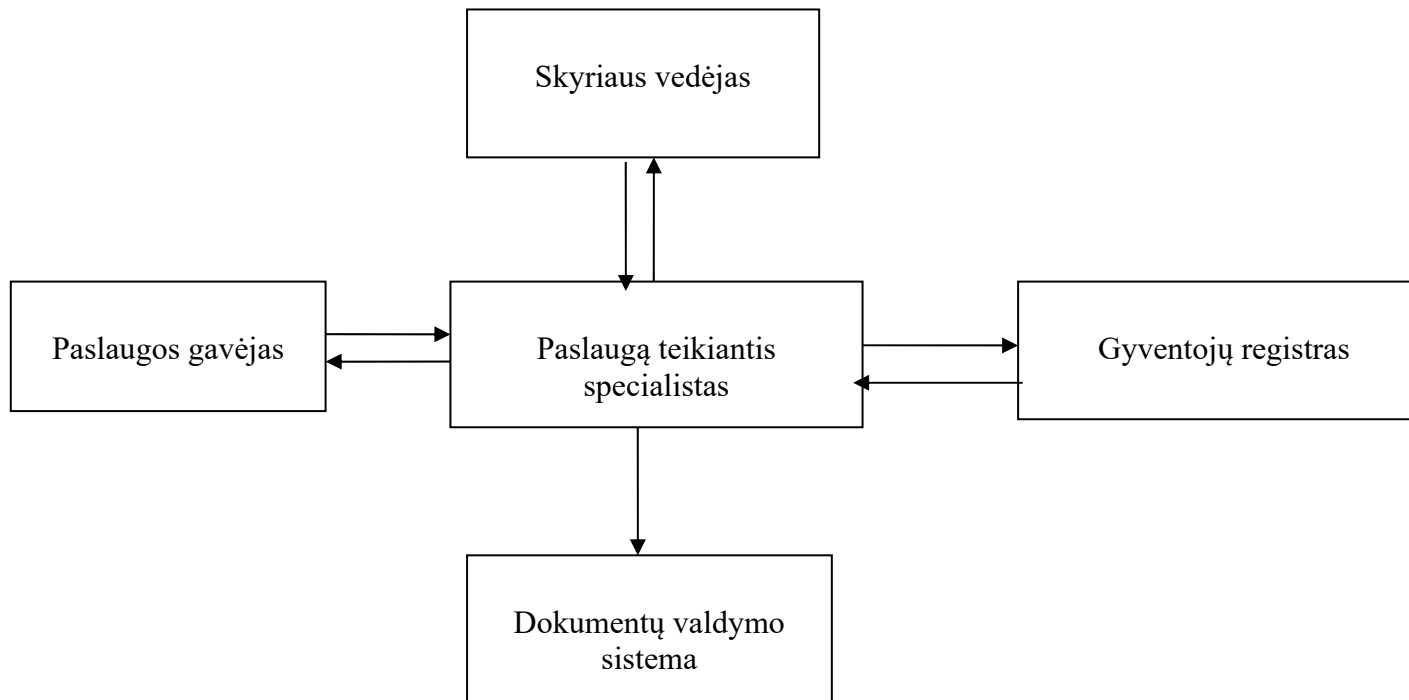 Skyriaus vedėjas
Paslaugos gavėjas
Paslaugą teikiantis
specialistas
Gyventojų registras
Dokumentų valdymo
sistema